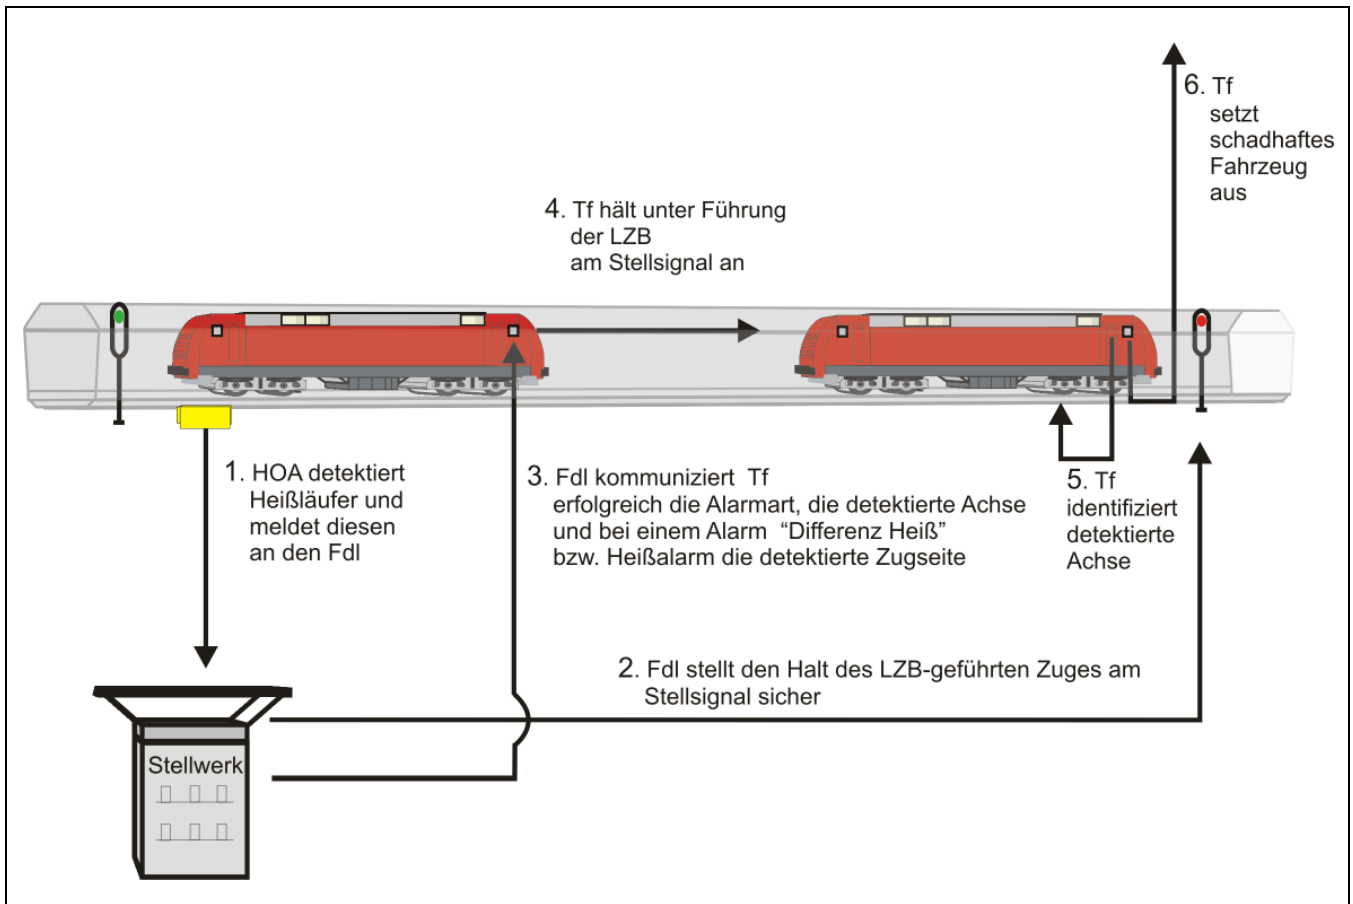 1. HOA detektiert
Heißläufer und
meldet diesen
an den Fdl
2. Fdl stellt den Halt des LZB-geführten Zuges am
Stellsignal sicher
3. Fdl kommuniziert Tf
erfolgreich die Alarmart, die detektierte Achse
und bei einem Alarm “Differenz Heiß”
bzw. Heißalarm die detektierte Zugseite
4. Tf hält unter Führung
der LZB
am Stellsignal an
5. Tf
identifiziert
detektierte
Achse
6. Tf
setzt
schadhaftes
Fahrzeug
aus
Stellwerk